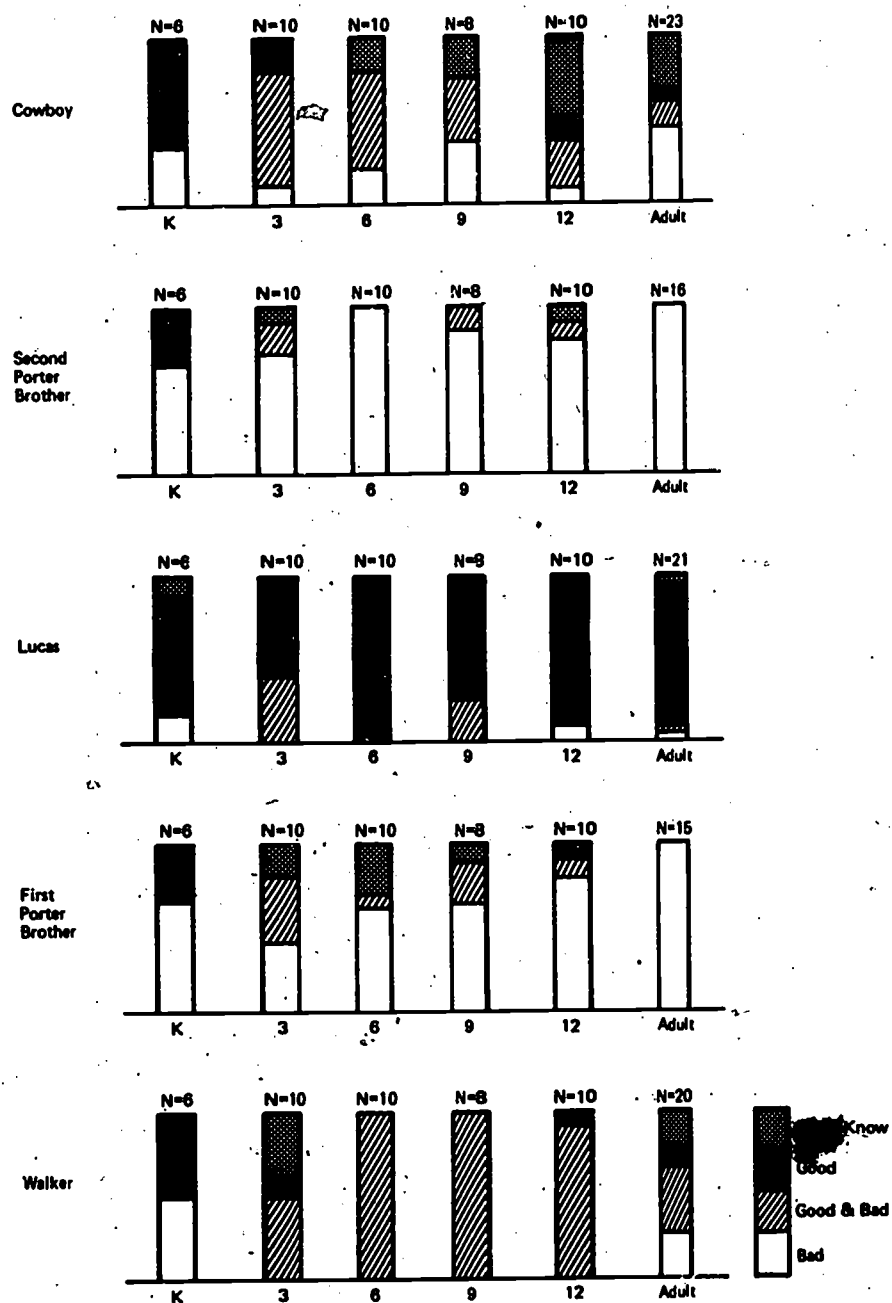 N=6 N=10 N=10 N=8 N=10 N=23
Cowboy
K 3 6 9 12 Adult
N=6 N=10 N=10 N=8 N=10 N=16
Second
Porter
Brother
K 3 6 9 12 Adult
N=6 N=10 N=10 N=8 N=10 N=21
Lucas
K 3 6 9 12 Adult
N=6 N=10 N=10 N=8 N=10 N=15
First
Porter
Brother
K 3 6 9 12 Adult
N=6 N=10 N=10 N=8 N=10 N=20
Walker
Know
Good
Good & Bad
Bad
K 3 6 9 12 Adult